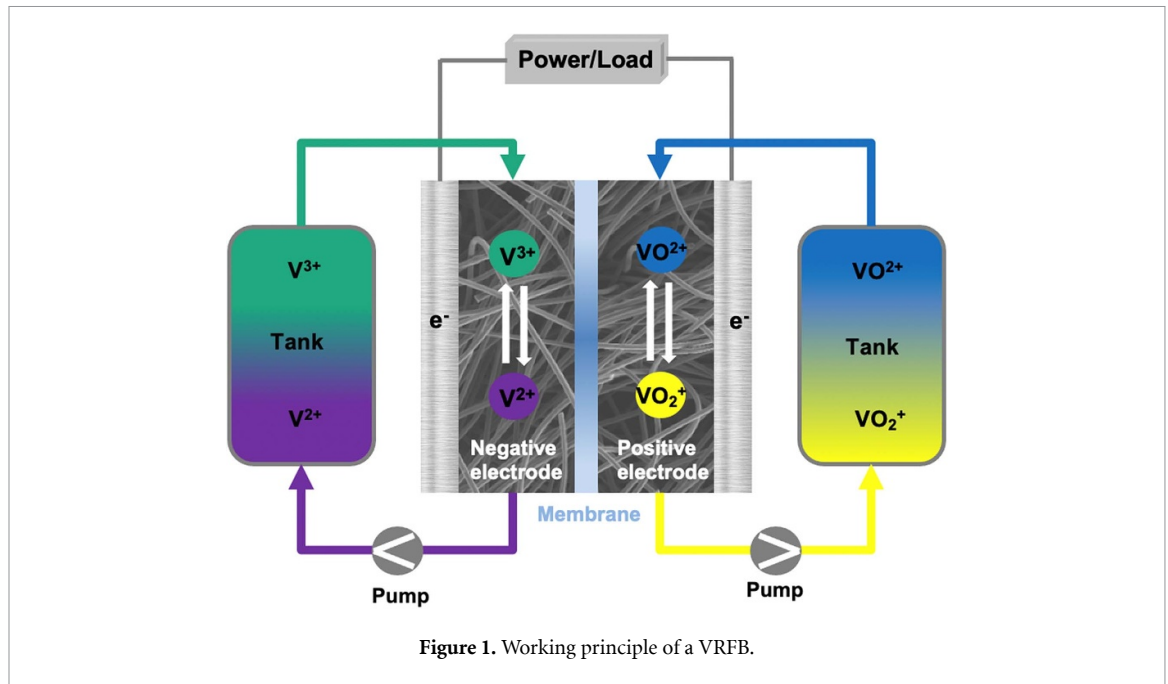 Power/Load
V³⁺
Tank
V²⁺
e⁻
V³⁺
V²⁺
Negative
electrode
VO²⁺
VO₂⁺
Positive
electrode
e⁻
VO²⁺
Tank
VO₂⁺
Membrane
Pump
Pump
Figure 1. Working principle of a VRFB.